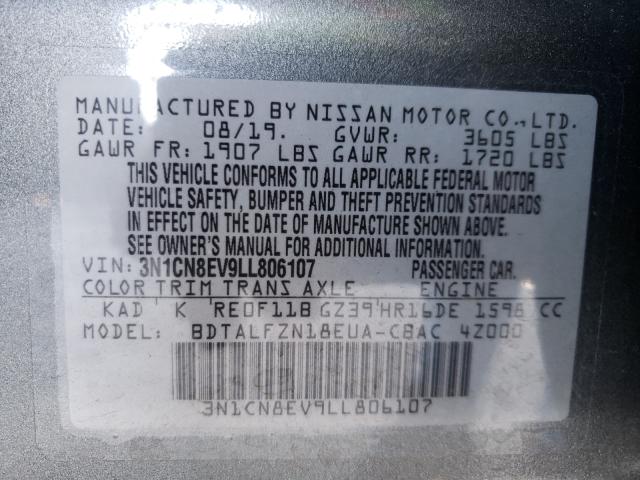 MANUFACTURED BY NISSAN MOTOR CO., LTD.
DATE: 08/19. GVWR: 3605 LBS
GAWR FR: 1907 LBS GAWR RR: 1720 LBS
THIS VEHICLE CONFORMS TO ALL APPLICABLE FEDERAL MOTOR
VEHICLE SAFETY, BUMPER AND THEFT PREVENTION STANDARDS
IN EFFECT ON THE DATE OF MANUFACTURE SHOWN ABOVE.
SEE OWNER'S MANUAL FOR ADDITIONAL INFORMATION.
VIN: 3N1CN8EV9LL806107 PASSENGER CAR.
COLOR TRIM TRANS AXLE ENGINE
KAD K RE0F11B GZ39 HR16DE 1598 CC
MODEL: BDTALFZN18EUA-CBAC 4Z000
3N1CN8EV9LL806107